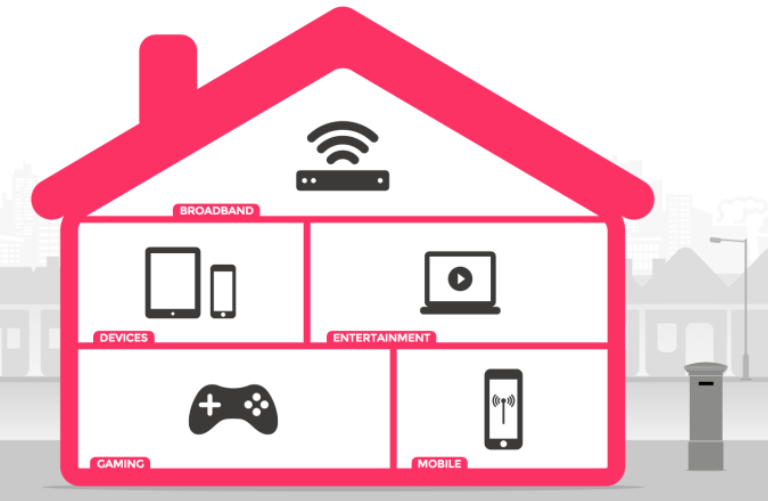 BROADBAND
DEVICES
ENTERTAINMENT
GAMING
MOBILE